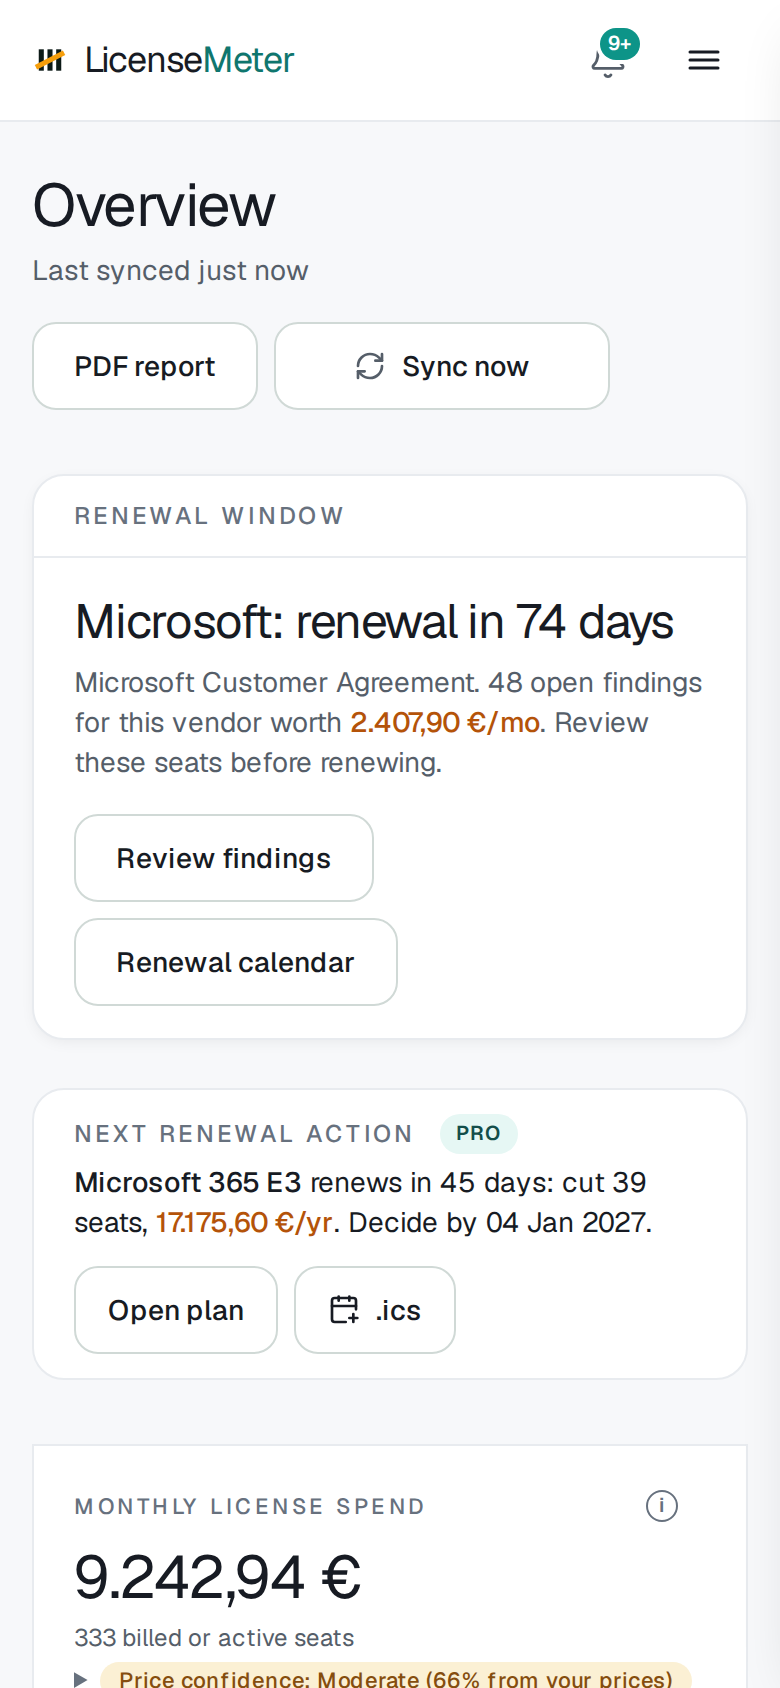 LicenseMeter
9+
Overview
Last synced just now
PDF report
Sync now
RENEWAL WINDOW
Microsoft: renewal in 74 days
Microsoft Customer Agreement. 48 open findings
for this vendor worth 2.407,90 €/mo. Review
these seats before renewing.
Review findings
Renewal calendar
NEXT RENEWAL ACTION PRO
Microsoft 365 E3 renews in 45 days: cut 39
seats, 17.175,60 €/yr. Decide by 04 Jan 2027.
Open plan
.ics
MONTHLY LICENSE SPEND i
9.242,94 €
333 billed or active seats
Price confidence: Moderate (66% from your prices)